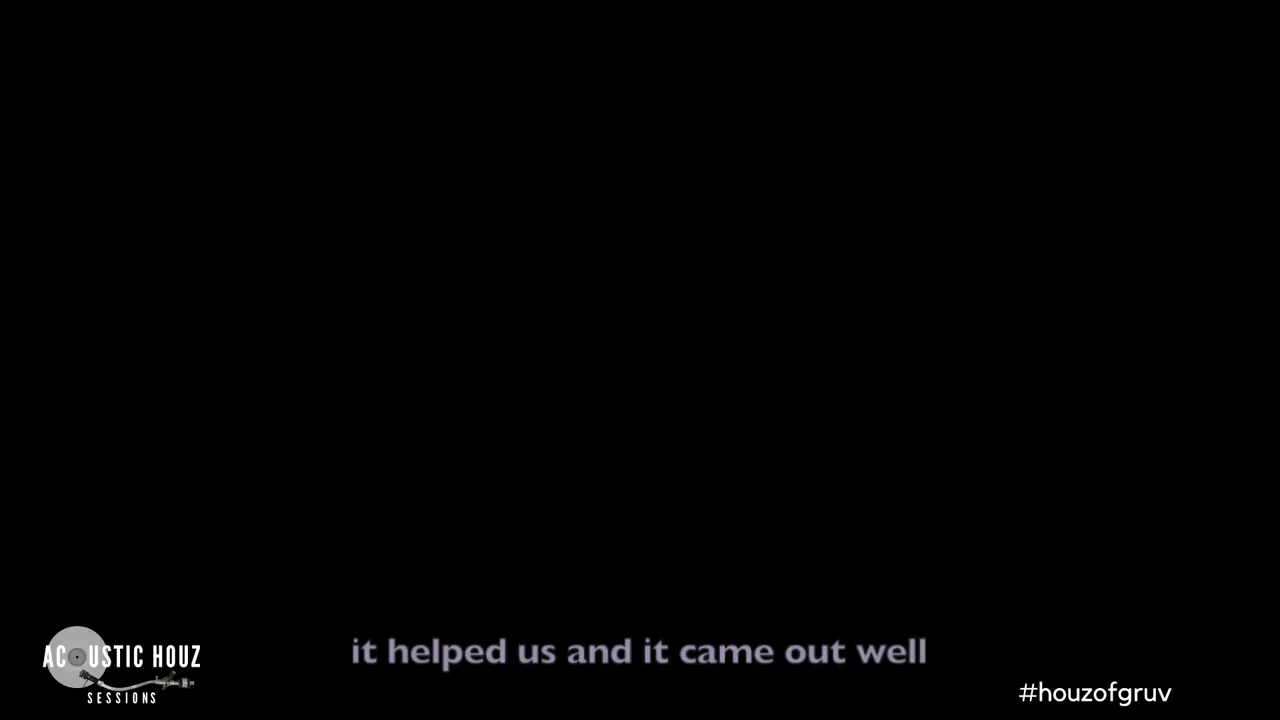 it helped us and it came out well
ACOUSTIC HOUZ
SESSIONS
#houzofgruv